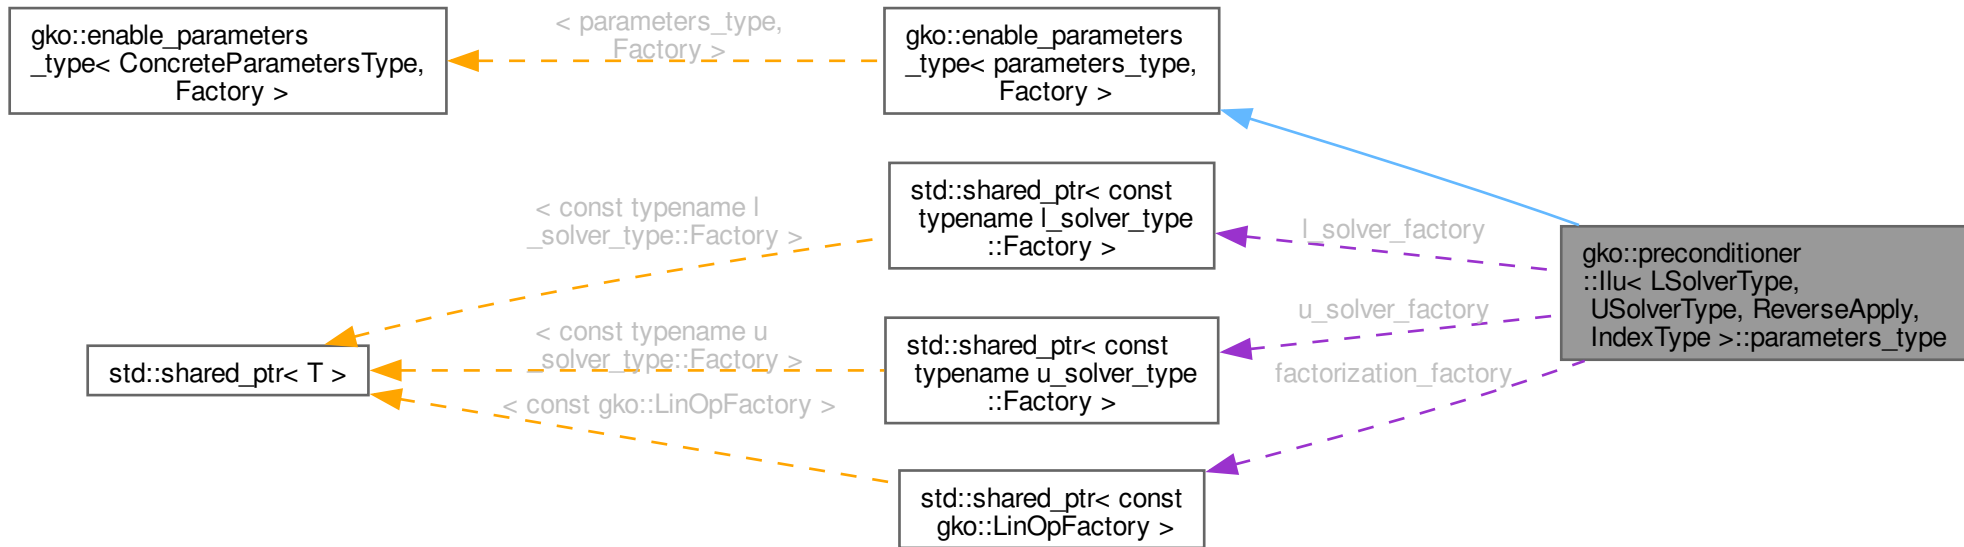 gko::enable_parameters
_type< ConcreteParametersType,
Factory >
< parameters_type,
Factory >
gko::enable_parameters
_type< parameters_type,
Factory >
std::shared_ptr< const
typename l_solver_type
::Factory >
< const typename l
_solver_type::Factory >
l_solver_factory
gko::preconditioner
::Ilu< LSolverType,
USolverType, ReverseApply,
IndexType >::parameters_type
std::shared_ptr< T >
< const typename u
_solver_type::Factory >
std::shared_ptr< const
typename u_solver_type
::Factory >
u_solver_factory
< const gko::LinOpFactory >
factorization_factory
std::shared_ptr< const
gko::LinOpFactory >